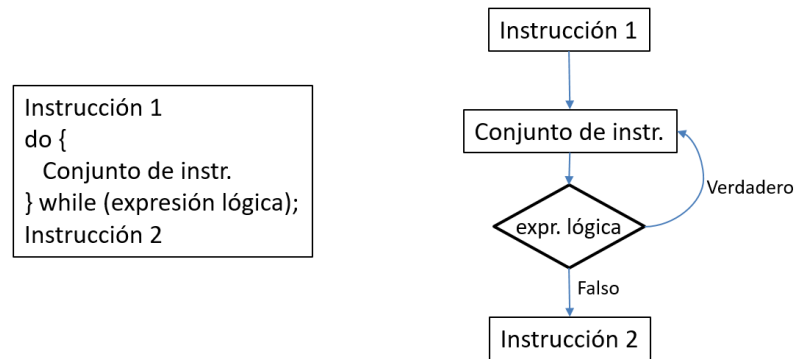 Instrucción 1
do {
Conjunto de instr.
} while (expresión lógica);
Instrucción 2
Instrucción 1
Conjunto de instr.
Verdadero
expr. lógica
Falso
Instrucción 2